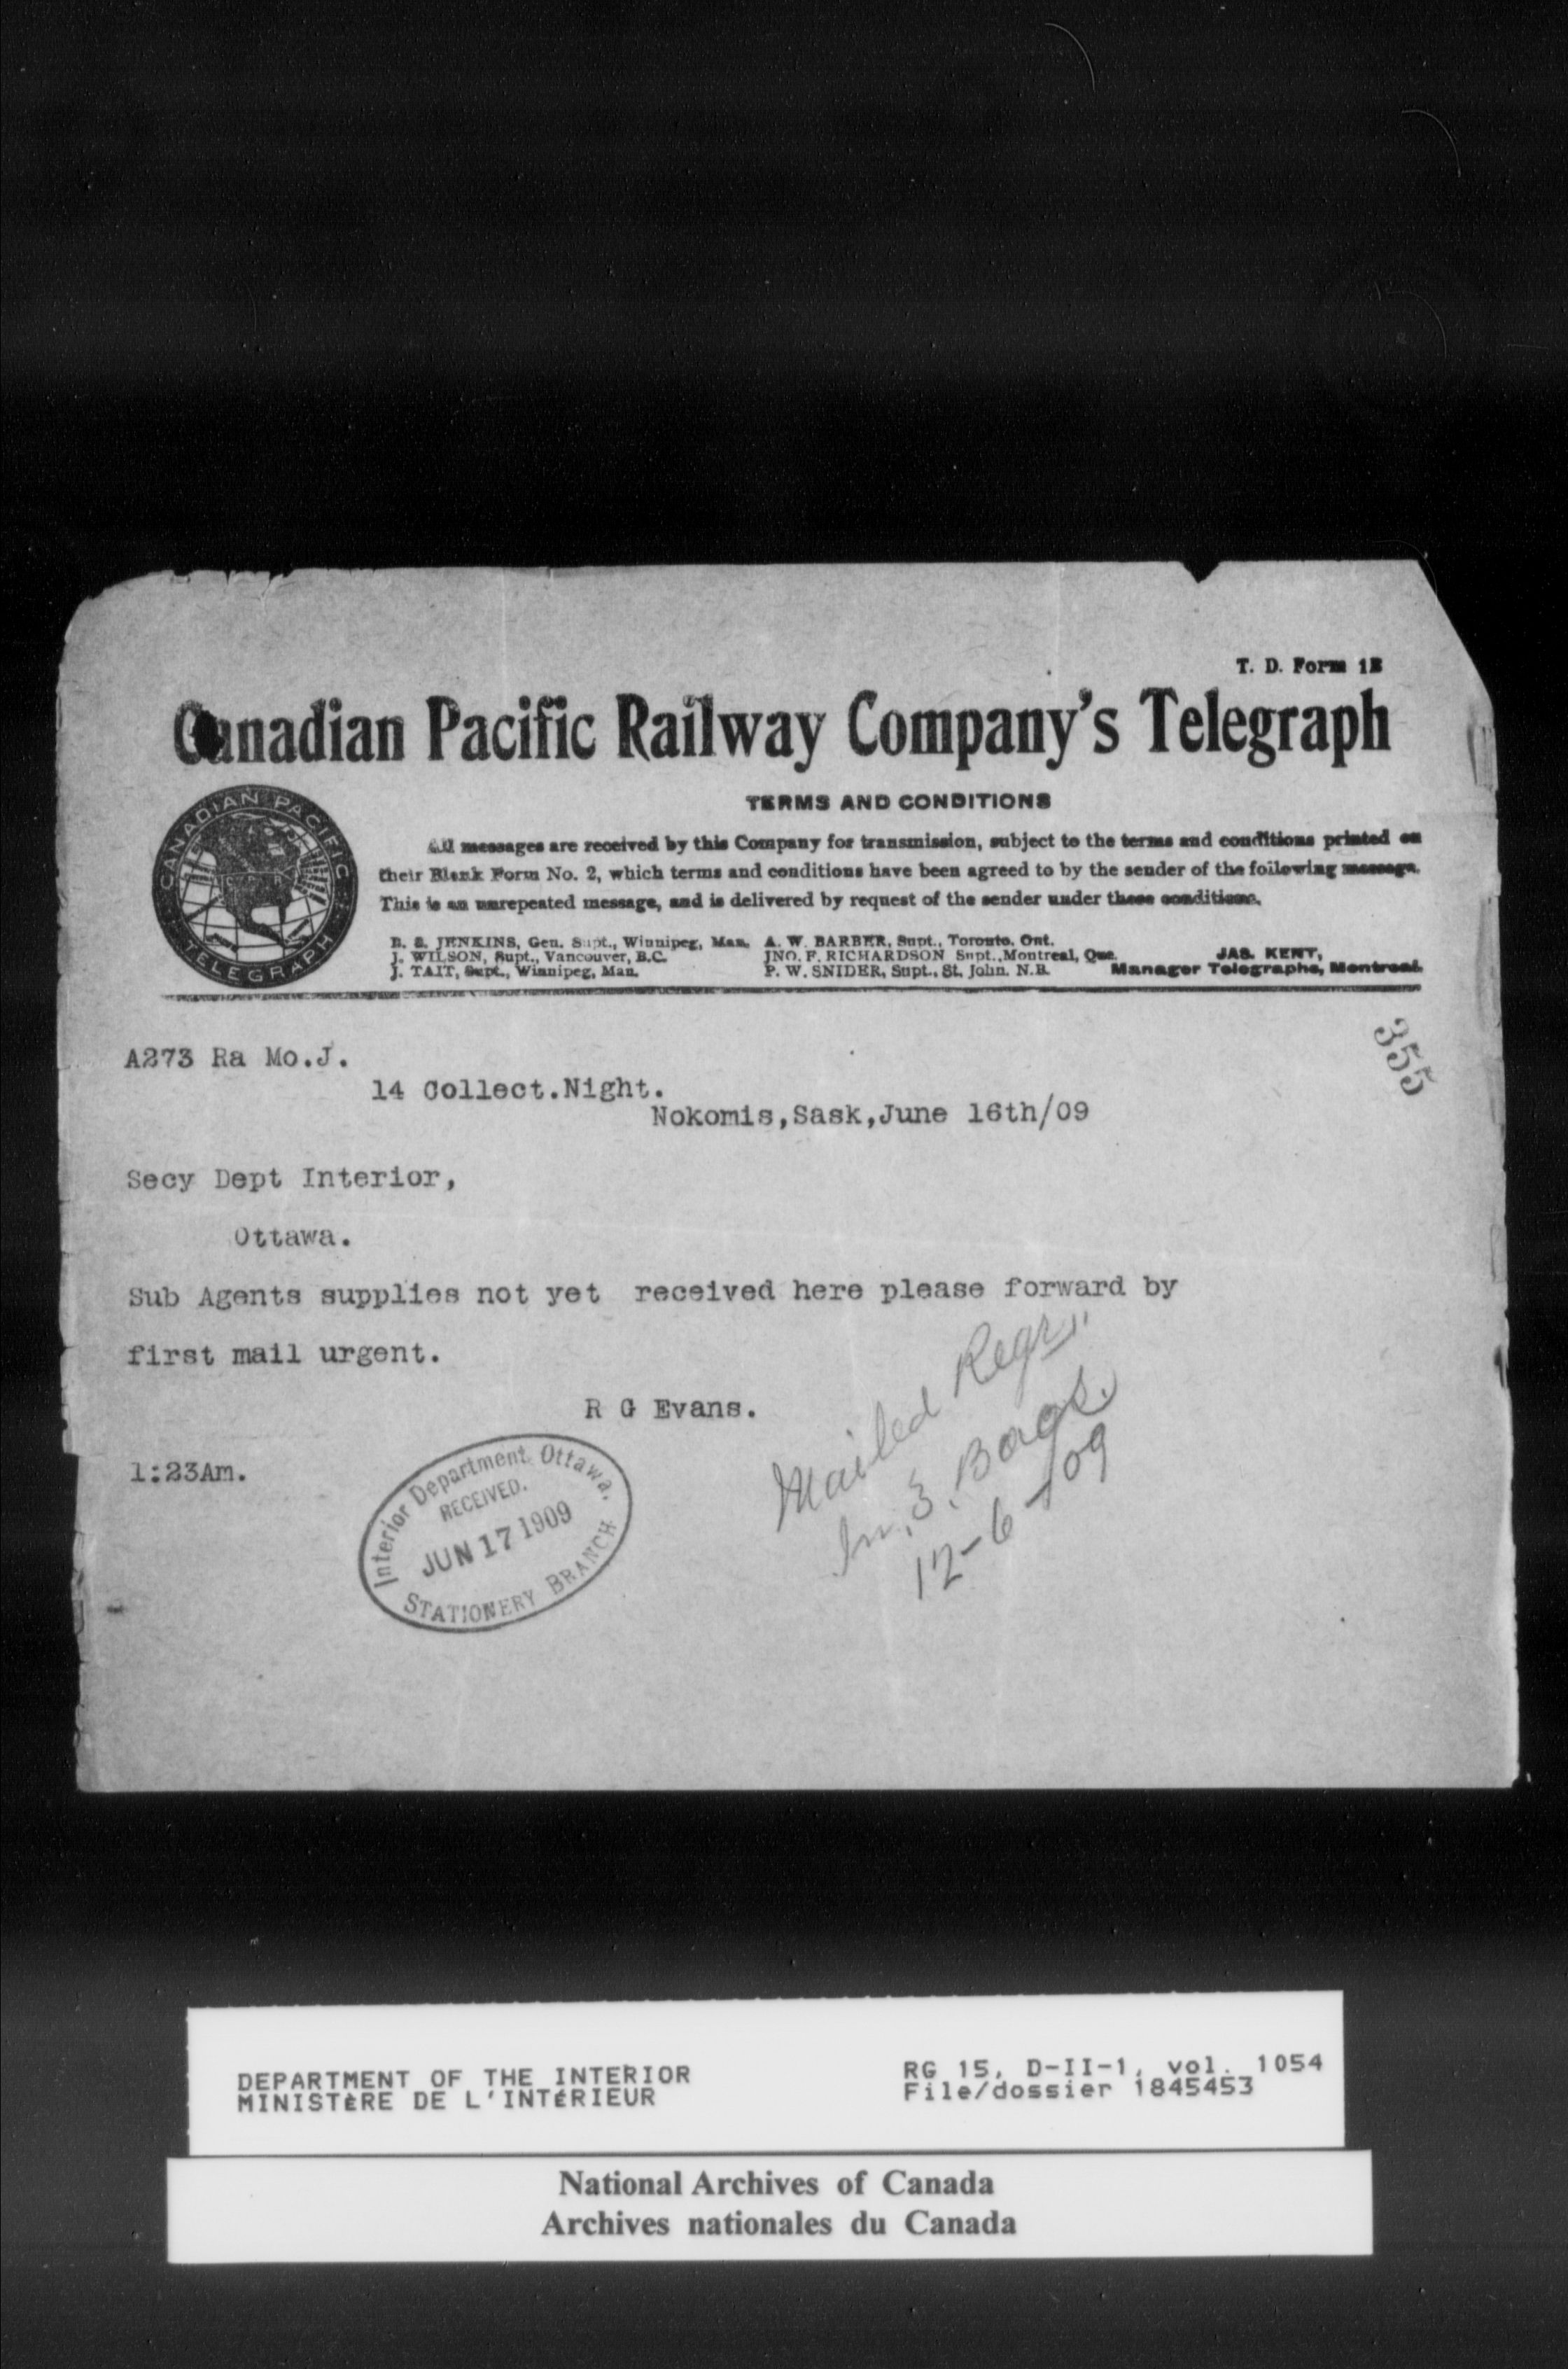 T. D. Form 1B
Canadian Pacific Railway Company's Telegraph
CANADIAN PACIFIC
TELEGRAPH
TERMS AND CONDITIONS
All messages are received by this Company for transmission, subject to the terms and conditions printed on
their Blank Form No. 2, which terms and conditions have been agreed to by the sender of the following message.
This is an unrepeated message, and is delivered by request of the sender under these conditions.
B. S. JENKINS, Gen. Supt., Winnipeg, Man. A. W. BARBER, Supt., Toronto, Ont.
J. WILSON, Supt., Vancouver, B.C. JNO. F. RICHARDSON Supt., Montreal, Que. JAS. KENT,
J. TAIT, Supt., Winnipeg, Man. P. W. SNIDER, Supt., St. John. N.B. Manager Telegraphs, Montreal.
355
A273 Ra Mo.J.
14 Collect.Night.
Nokomis,Sask,June 16th/09
Secy Dept Interior,
Ottawa.
Sub Agents supplies not yet received here please forward by
first mail urgent.
R G Evans.
1:23Am.
Mailed Regr.
In 3, Bags.
12-6-/09
Interior Department Ottawa.
RECEIVED.
JUN 17 1909
STATIONERY BRANCH
DEPARTMENT OF THE INTERIOR RG 15, D-II-1, vol. 1054
MINISTÈRE DE L'INTÉRIEUR File/dossier 1845453
National Archives of Canada
Archives nationales du Canada